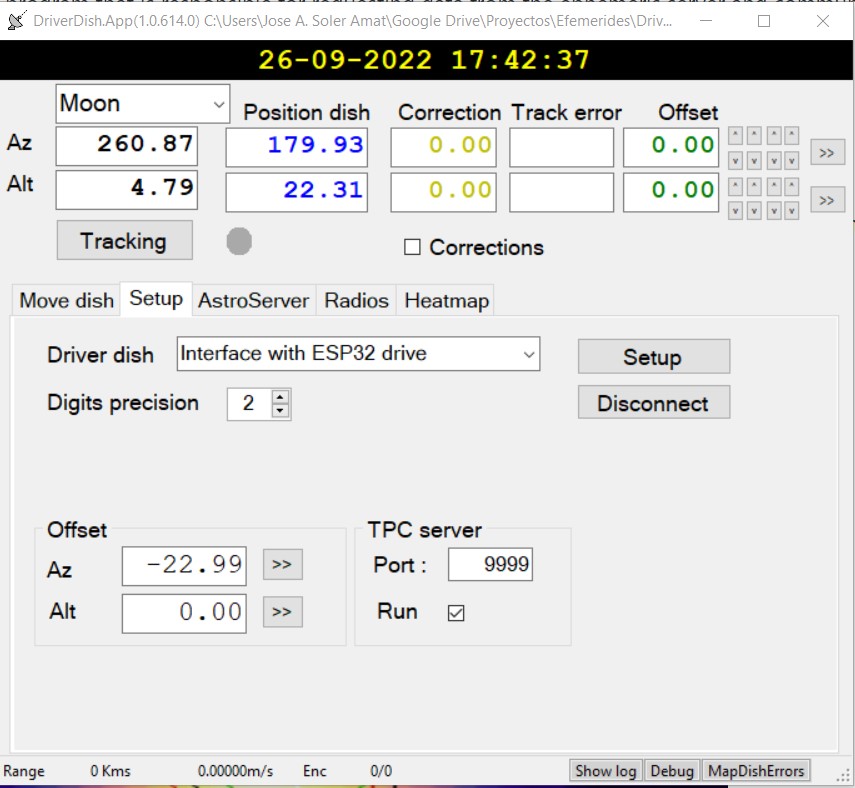 DriverDish.App(1.0.614.0) C:\Users\Jose A. Soler Amat\Google Drive\Proyectos\Efemerides\Driv...
26-09-2022 17:42:37
Moon Position dish Correction Track error Offset
Az 260.87 179.93 0.00 0.00 >>
Alt 4.79 22.31 0.00 0.00 >>
Tracking Corrections
Move dish Setup AstroServer Radios Heatmap
Driver dish Interface with ESP32 drive Setup
Digits precision 2 Disconnect
Offset TPC server
Az -22.99 >> Port : 9999
Alt 0.00 >> Run
Range 0 Kms 0.00000m/s Enc 0/0 Show log Debug MapDishErrors